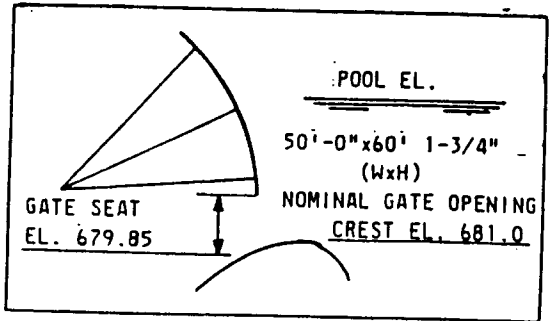 POOL EL.
50'-0"x60' 1-3/4"
(WxH)
NOMINAL GATE OPENING
CREST EL. 681.0
GATE SEAT
EL. 679.85